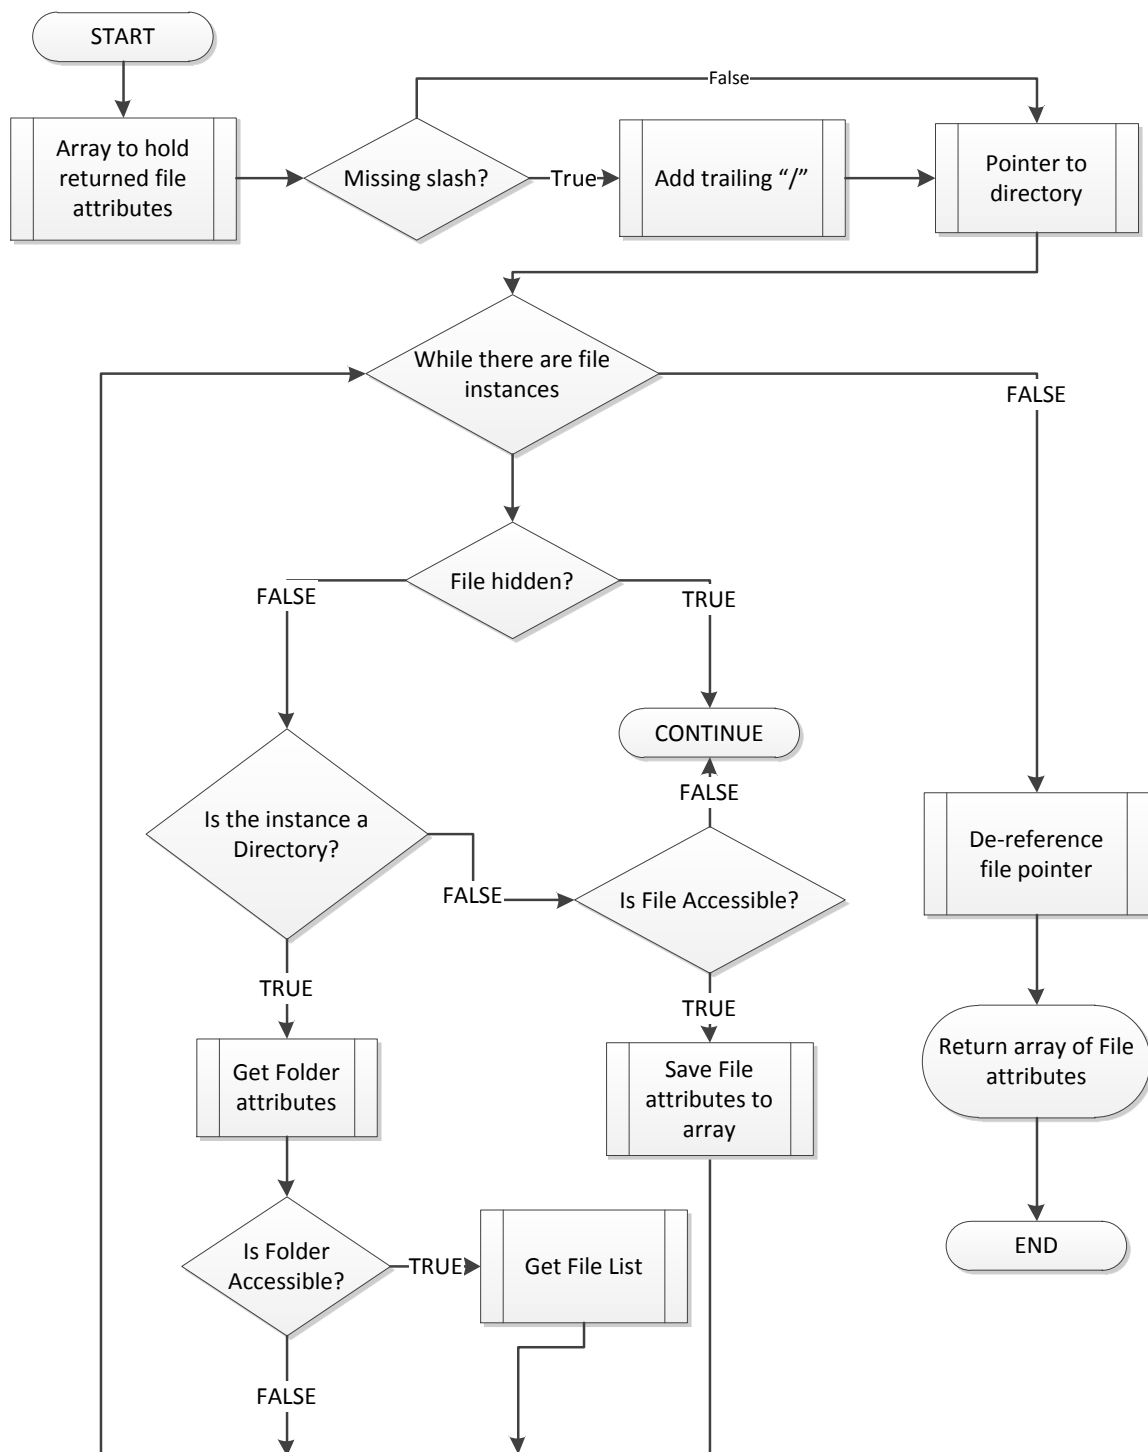 START
False
Array to hold
returned file
attributes
Missing slash?
True
Add trailing “/”
Pointer to
directory
While there are file
instances
FALSE
File hidden?
FALSE
TRUE
CONTINUE
FALSE
Is the instance a
Directory?
FALSE
Is File Accessible?
De-reference
file pointer
TRUE
TRUE
Get Folder
attributes
Save File
attributes to
array
Return array of File
attributes
Is Folder
Accessible?
TRUE
Get File List
END
FALSE